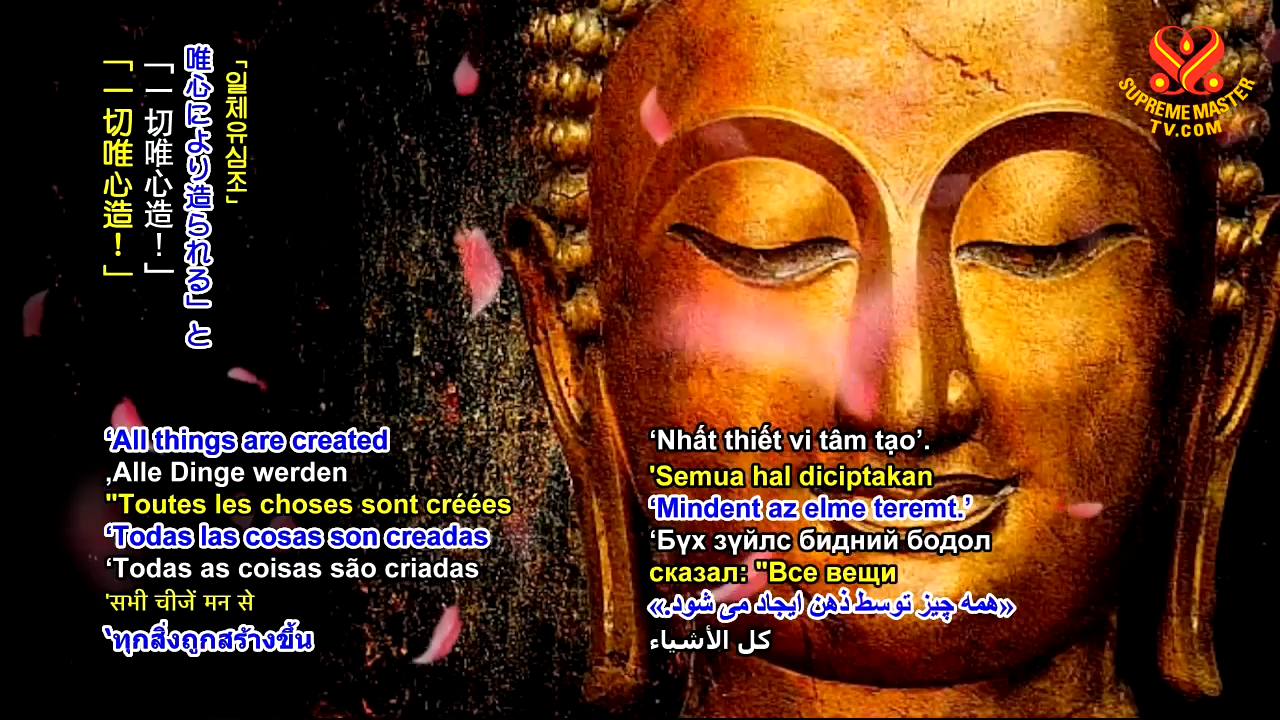 「일체유심조」
唯心により造られる」と
「一切唯心造！」
「一切唯心造！」
SUPREME MASTER
TV.COM
‘All things are created
‚Alle Dinge werden
"Toutes les choses sont créées
‘Todas las cosas son creadas
‘Todas as coisas são criadas
'सभी चीजें मन से
‘ทุกสิ่งถูกสร้างขึ้น
‘Nhất thiết vi tâm tạo’.
'Semua hal diciptakan
‘Mindent az elme teremt.’
‘Бүх зүйлс бидний бодол
сказал: "Все вещи
«همه چیز توسط ذهن ایجاد می شود.»
كل الأشياء